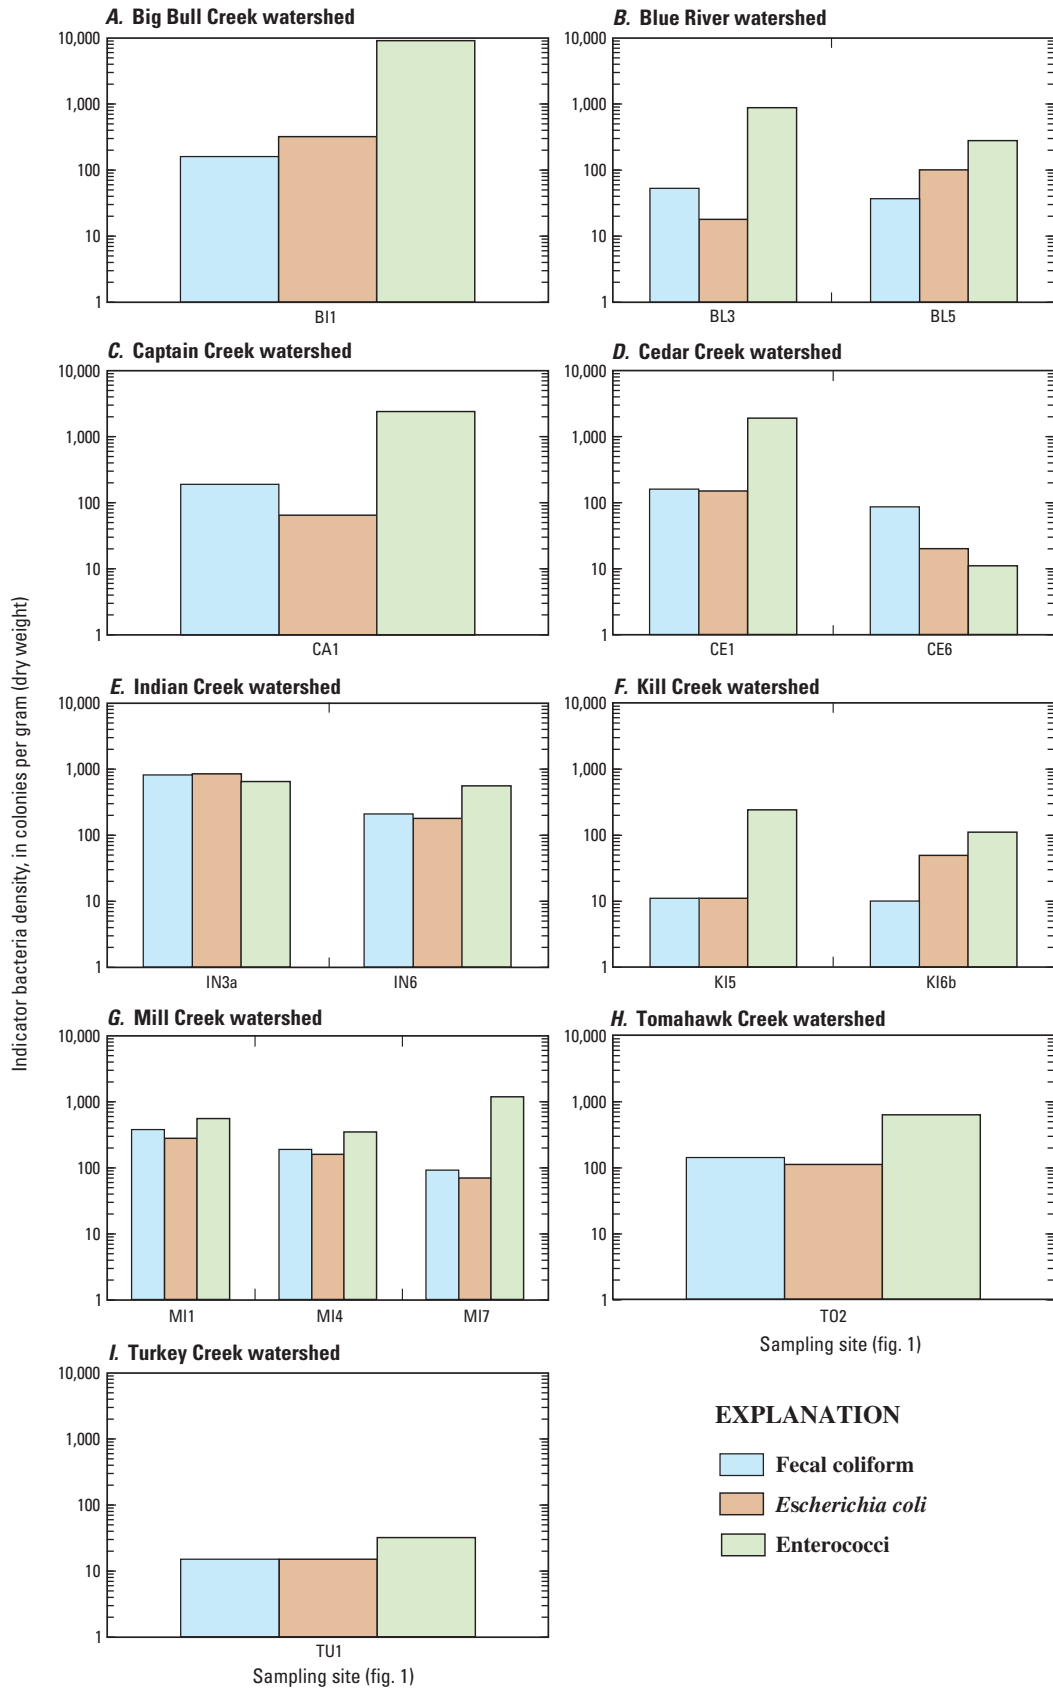 A. Big Bull Creek watershed
10,000
1,000
100
10
1
BI1
B. Blue River watershed
10,000
1,000
100
10
1
BL3 BL5
C. Captain Creek watershed
10,000
1,000
100
10
1
CA1
D. Cedar Creek watershed
10,000
1,000
100
10
1
CE1 CE6
Indicator bacteria density, in colonies per gram (dry weight)
E. Indian Creek watershed
10,000
1,000
100
10
1
IN3a IN6
F. Kill Creek watershed
10,000
1,000
100
10
1
KI5 KI6b
G. Mill Creek watershed
10,000
1,000
100
10
1
MI1 MI4 MI7
H. Tomahawk Creek watershed
10,000
1,000
100
10
1
TO2
Sampling site (fig. 1)
I. Turkey Creek watershed
10,000
1,000
100
10
1
TU1
Sampling site (fig. 1)
EXPLANATION
Fecal coliform
Escherichia coli
Enterococci